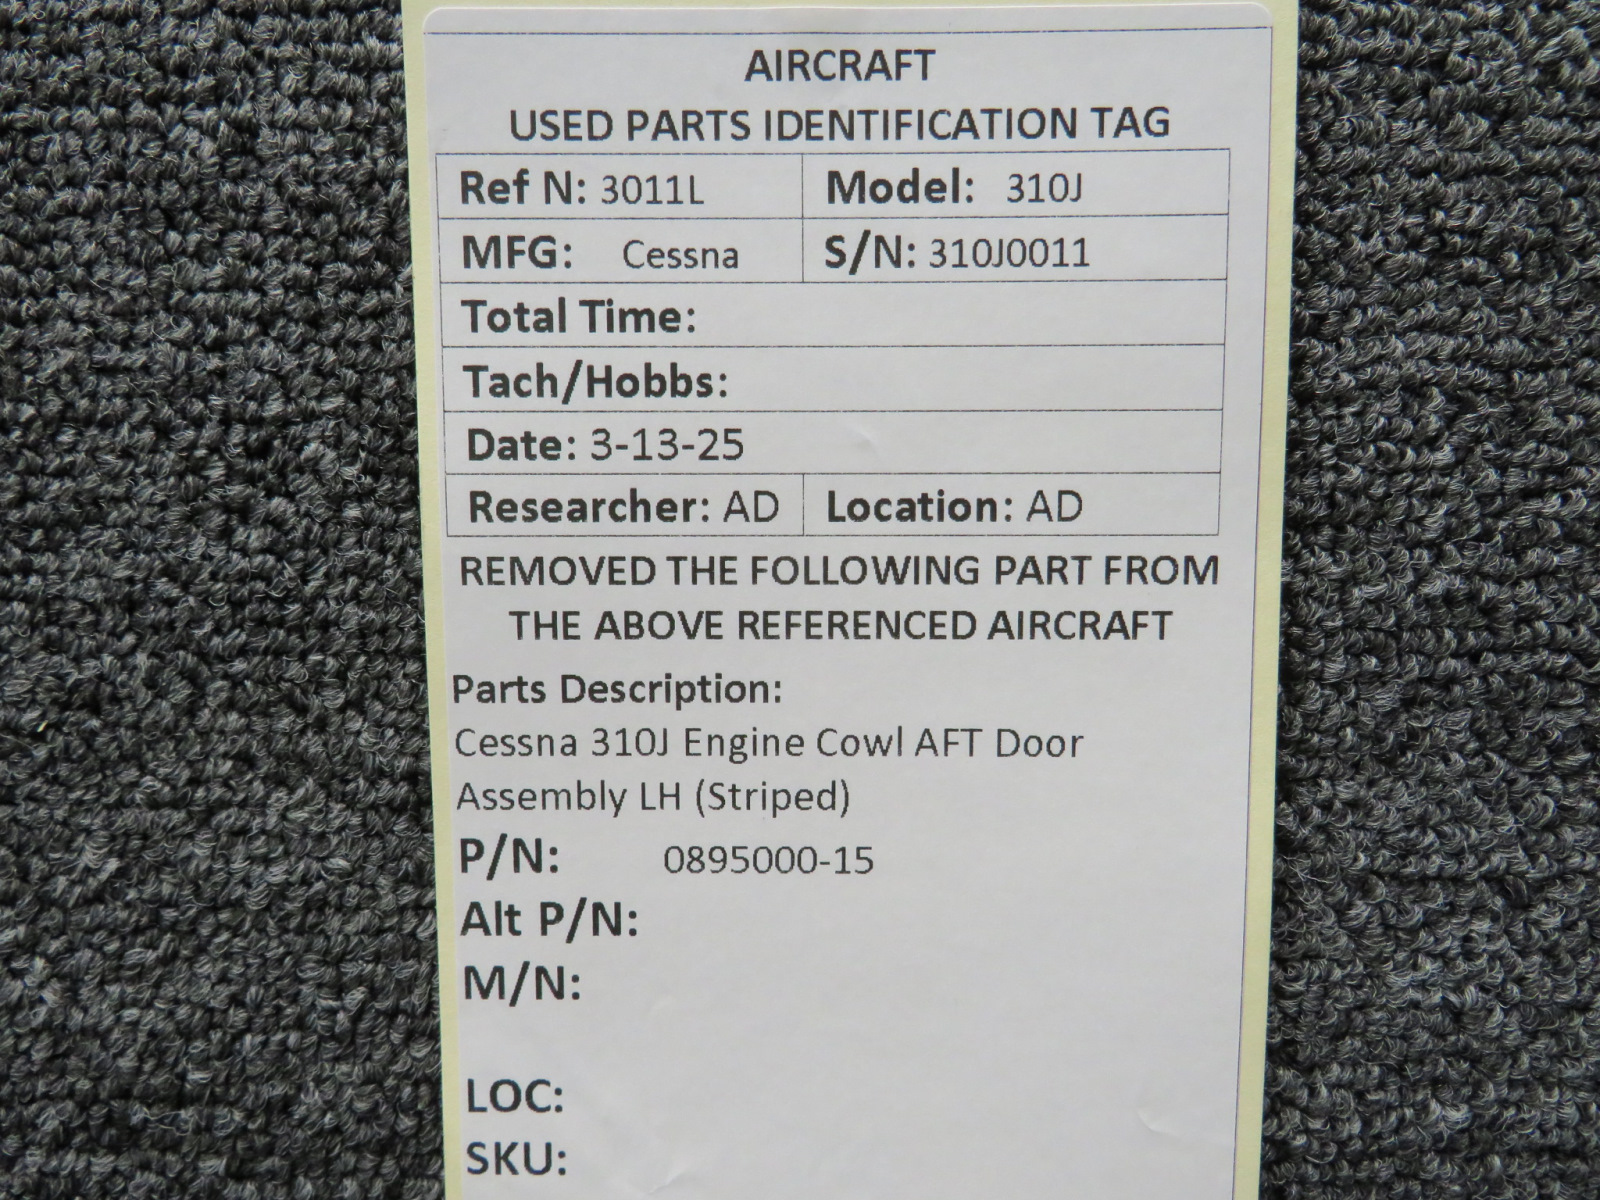 AIRCRAFT
USED PARTS IDENTIFICATION TAG
Ref N: 3011L Model: 310J
MFG: Cessna S/N: 310J0011
Total Time:
Tach/Hobbs:
Date: 3-13-25
Researcher: AD Location: AD
REMOVED THE FOLLOWING PART FROM
THE ABOVE REFERENCED AIRCRAFT
Parts Description:
Cessna 310J Engine Cowl AFT Door
Assembly LH (Striped)
P/N: 0895000-15
Alt P/N:
M/N:
LOC:
SKU: